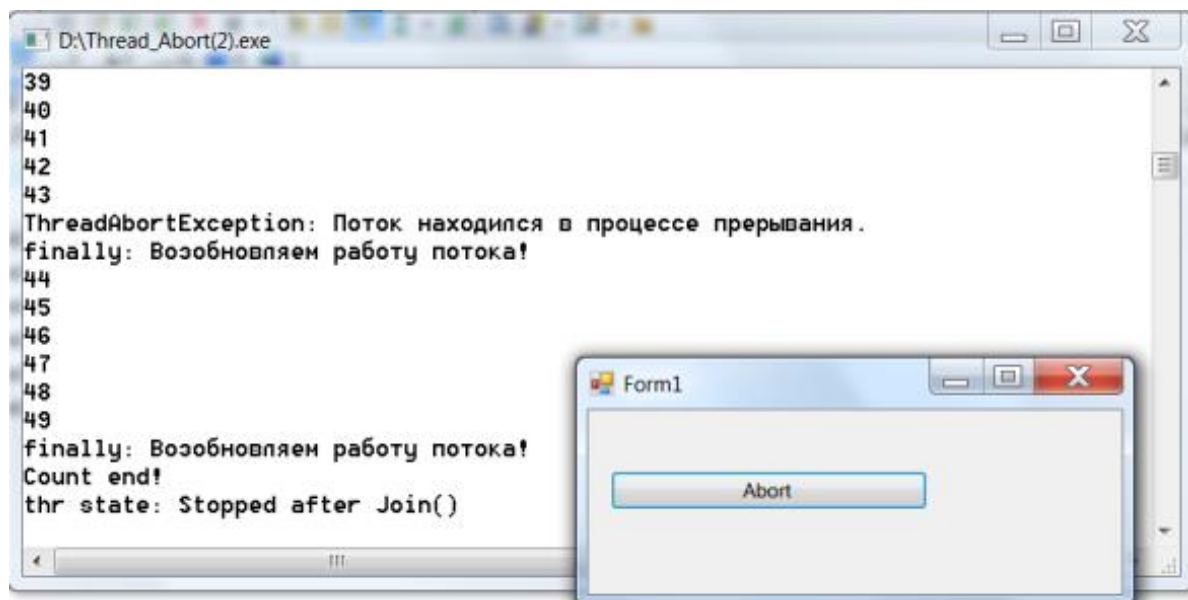 D:\Thread_Abort(2).exe
39
40
41
42
43
ThreadAbortException: Поток находился в процессе прерывания.
finally: Возобновляем работу потока!
44
45
46
47
48
49
finally: Возобновляем работу потока!
Count end!
thr state: Stopped after Join()
Form1
Abort